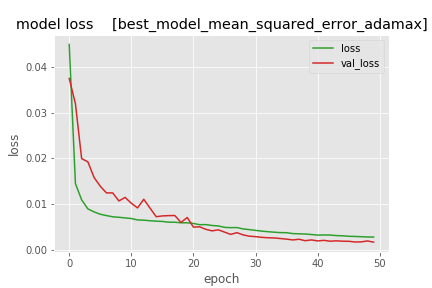 model loss    [best_model_mean_squared_error_adamax]
loss
val_loss
0.04
0.03
0.02
0.01
0.00
loss
0
10
20
30
40
50
epoch